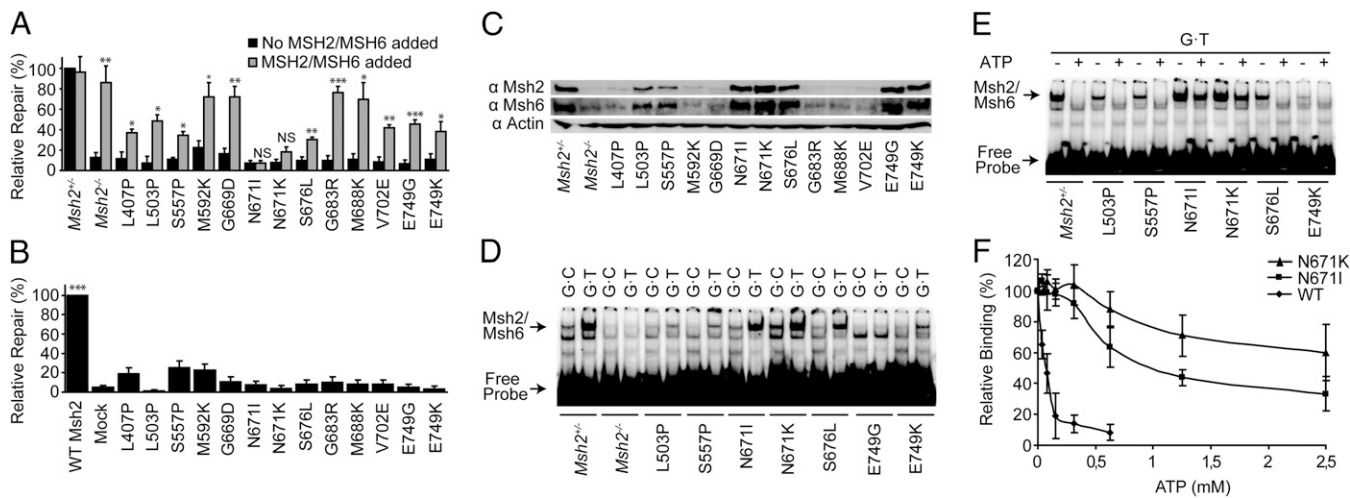 A
Relative Repair (%)
100
80
60
40
20
0
No MSH2/MSH6 added
MSH2/MSH6 added
** * * * * ** NS NS ** *** * ** *** *
Msh2+/-
Msh2-/-
L407P
L503P
S557P
M592K
G669D
N671I
N671K
S676L
G683R
M688K
V702E
E749G
E749K
B
Relative Repair (%)
100
80
60
40
20
0
***
WT Msh2
Mock
L407P
L503P
S557P
M592K
G669D
N671I
N671K
S676L
G683R
M688K
V702E
E749G
E749K
C
α Msh2
α Msh6
α Actin
Msh2+/-
Msh2-/-
L407P
L503P
S557P
M592K
G669D
N671I
N671K
S676L
G683R
M688K
V702E
E749G
E749K
D
G·C G·T G·C G·T G·C G·T G·C G·T G·C G·T G·C G·T G·C G·T G·C G·T G·C G·T
Msh2/
Msh6
Free
Probe
Msh2+/-
Msh2-/-
L503P
S557P
N671I
N671K
S676L
E749G
E749K
E
G·T
ATP - + - + - + - + - + - + - +
Msh2/
Msh6
Free
Probe
Msh2+/-
L503P
S557P
N671I
N671K
S676L
E749K
F
Relative Binding (%)
120
100
80
60
40
20
0
N671K
N671I
WT
0 0,5 1 1,5 2 2,5
ATP (mM)